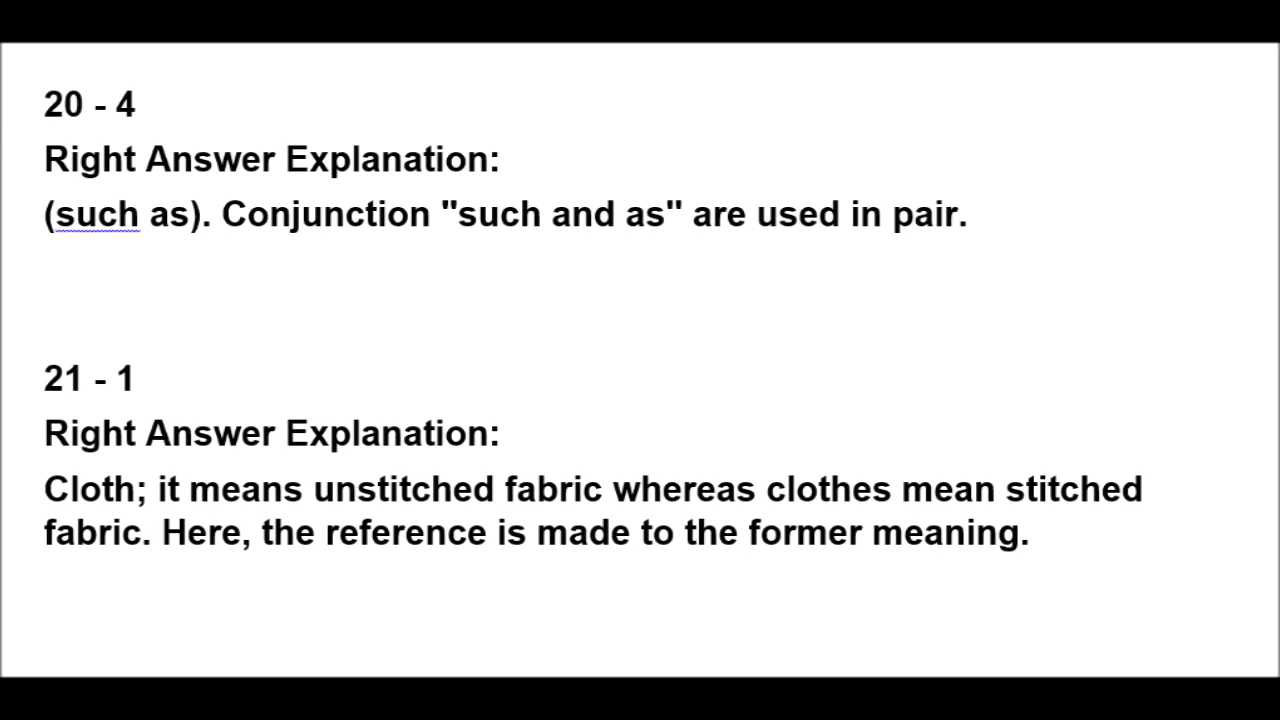 20 - 4
Right Answer Explanation:
(such as). Conjunction "such and as" are used in pair.
21 - 1
Right Answer Explanation:
Cloth; it means unstitched fabric whereas clothes mean stitched
fabric. Here, the reference is made to the former meaning.